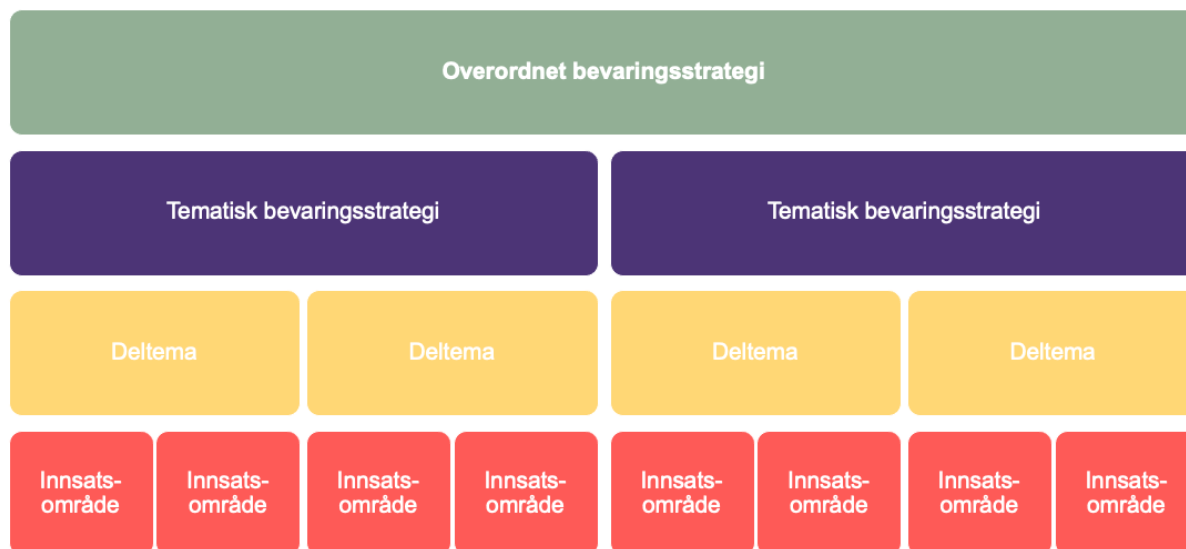 Overordnet bevaringsstrategi
Tematisk bevaringsstrategi
Tematisk bevaringsstrategi
Deltema
Deltema
Deltema
Deltema
Innsats-
område
Innsats-
område
Innsats-
område
Innsats-
område
Innsats-
område
Innsats-
område
Innsats-
område
Innsats-
område